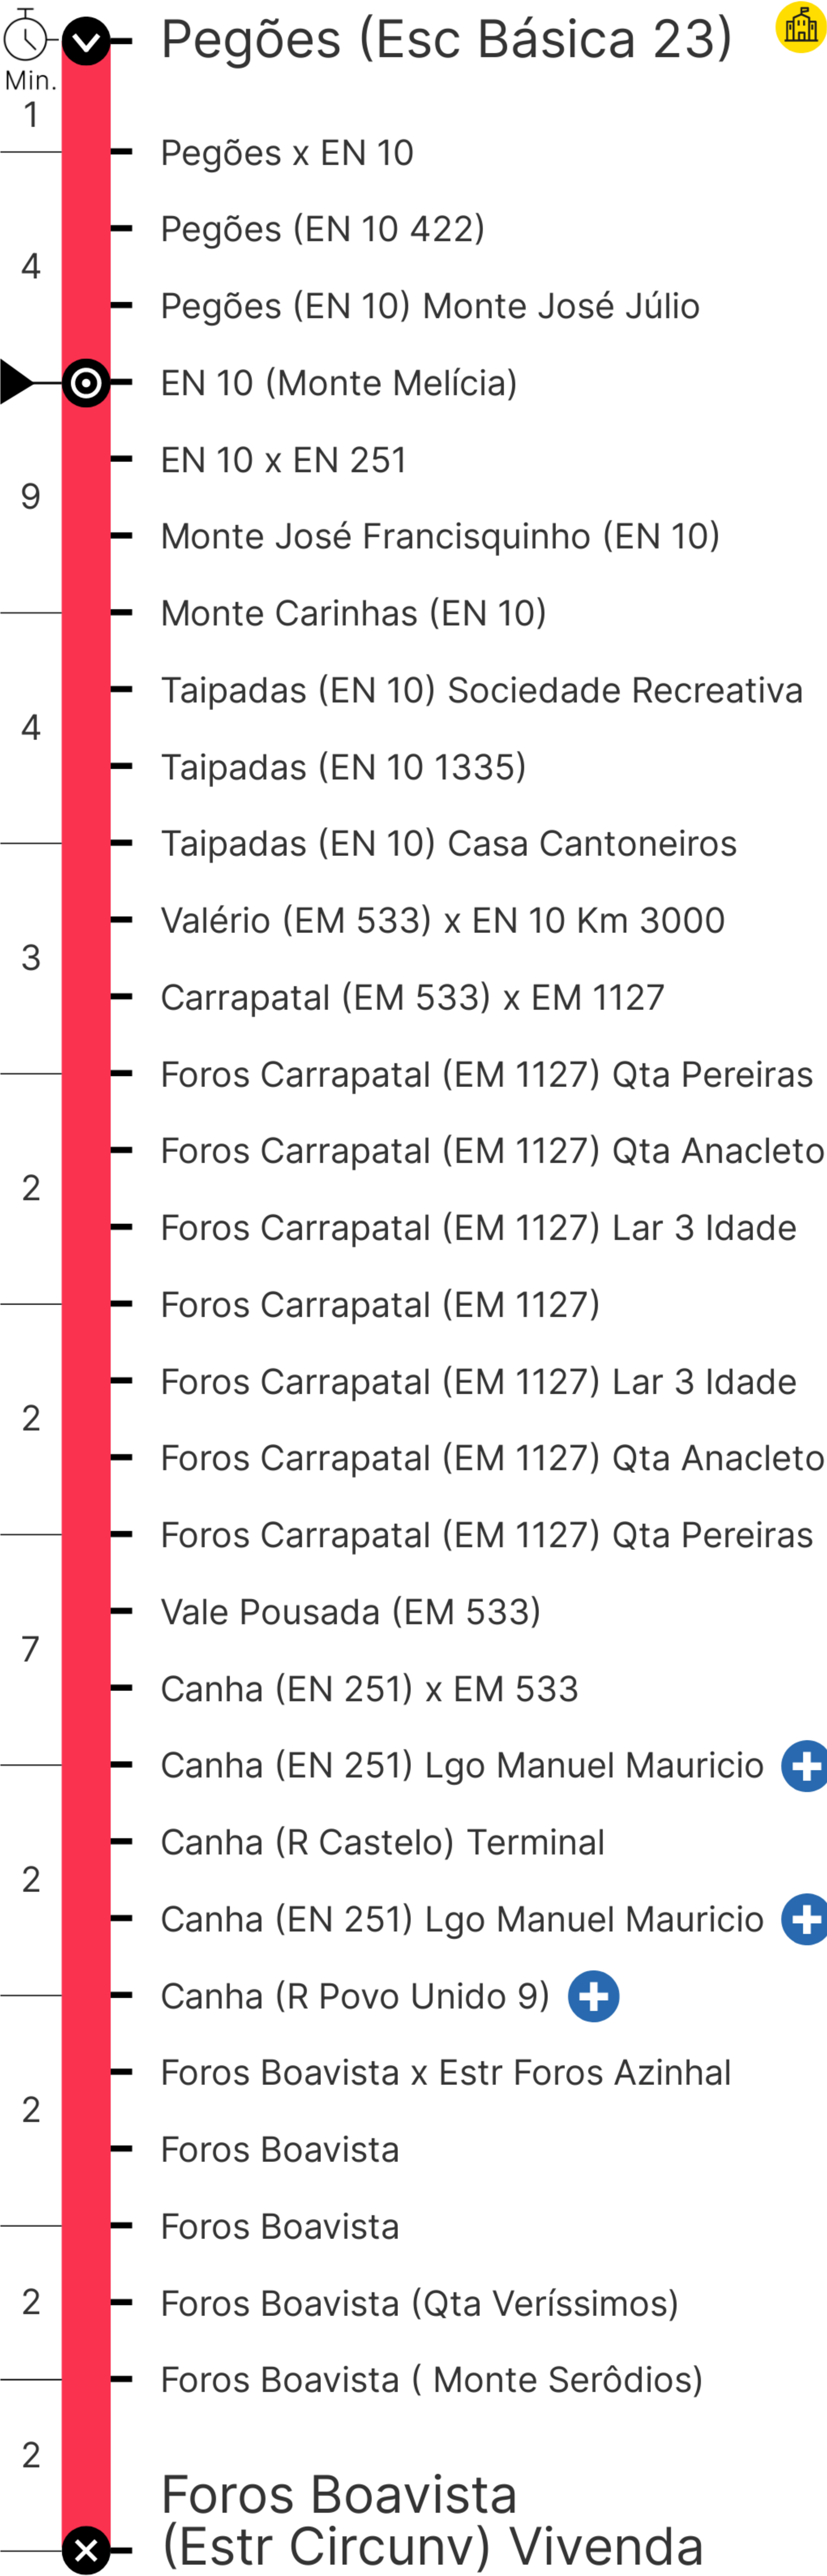 Pegões (Esc Básica 23)
Min.
1
Pegões x EN 10
Pegões (EN 10 422)
4
Pegões (EN 10) Monte José Júlio
EN 10 (Monte Melícia)
EN 10 x EN 251
9
Monte José Francisquinho (EN 10)
Monte Carinhas (EN 10)
Taipadas (EN 10) Sociedade Recreativa
4
Taipadas (EN 10 1335)
Taipadas (EN 10) Casa Cantoneiros
Valério (EM 533) x EN 10 Km 3000
3
Carrapatal (EM 533) x EM 1127
Foros Carrapatal (EM 1127) Qta Pereiras
Foros Carrapatal (EM 1127) Qta Anacleto
2
Foros Carrapatal (EM 1127) Lar 3 Idade
Foros Carrapatal (EM 1127)
Foros Carrapatal (EM 1127) Lar 3 Idade
2
Foros Carrapatal (EM 1127) Qta Anacleto
Foros Carrapatal (EM 1127) Qta Pereiras
Vale Pousada (EM 533)
7
Canha (EN 251) x EM 533
Canha (EN 251) Lgo Manuel Mauricio
Canha (R Castelo) Terminal
2
Canha (EN 251) Lgo Manuel Mauricio
Canha (R Povo Unido 9)
Foros Boavista x Estr Foros Azinhal
2
Foros Boavista
Foros Boavista
2
Foros Boavista (Qta Veríssimos)
Foros Boavista ( Monte Serôdios)
2
Foros Boavista
(Estr Circunv) Vivenda